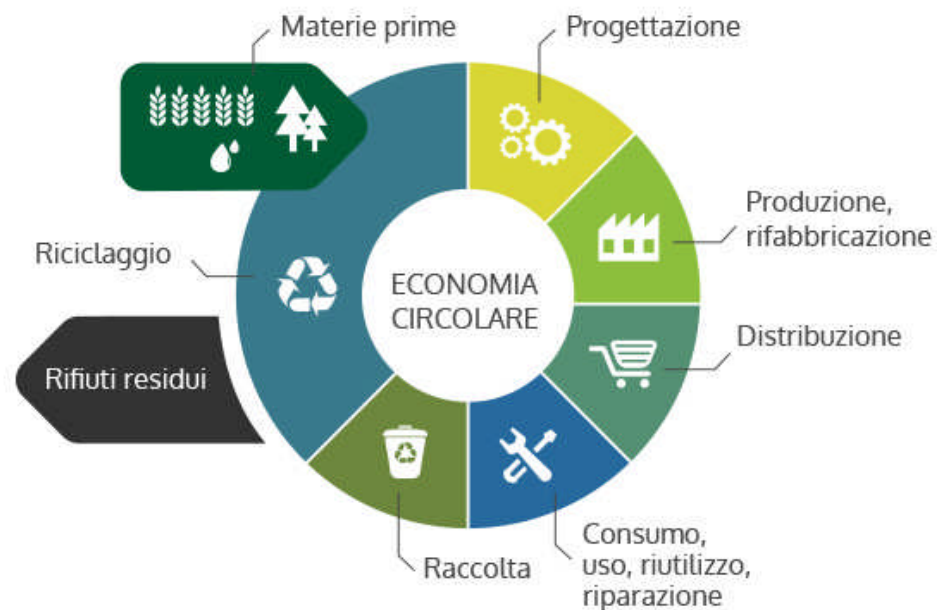 Materie prime
Progettazione
Produzione,
rifabbricazione
Riciclaggio
ECONOMIA
CIRCOLARE
Distribuzione
Rifiuti residui
Consumo,
uso, riutilizzo,
riparazione
Raccolta